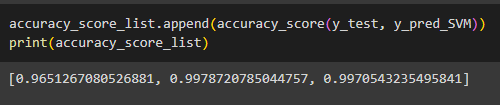 accuracy_score_list.append(accuracy_score(y_test, y_pred_SVM))
print(accuracy_score_list)
[0.9651267080526881, 0.9978720785044757, 0.9970543235495841]